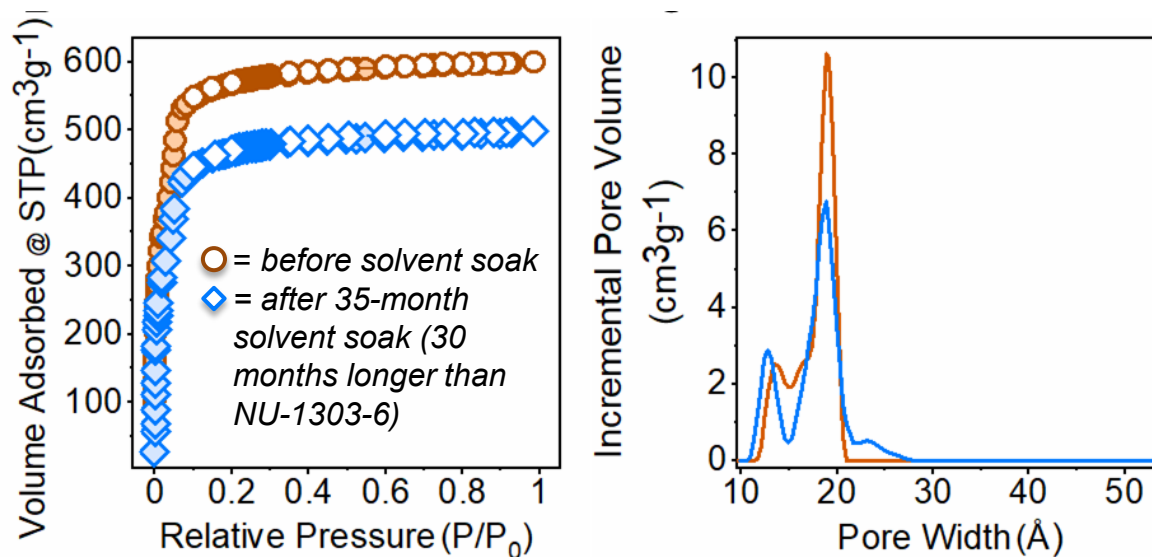 Volume Adsorbed @ STP(cm3g-1)
600
500
400
300
200
100
0
0.2
0.4
0.6
0.8
1
Relative Pressure (P/P0)
= before solvent soak
= after 35-month
solvent soak (30
months longer than
NU-1303-6)
Incremental Pore Volume
(cm3g-1)
10
8
6
4
2
0
10
20
30
40
50
Pore Width (Å)